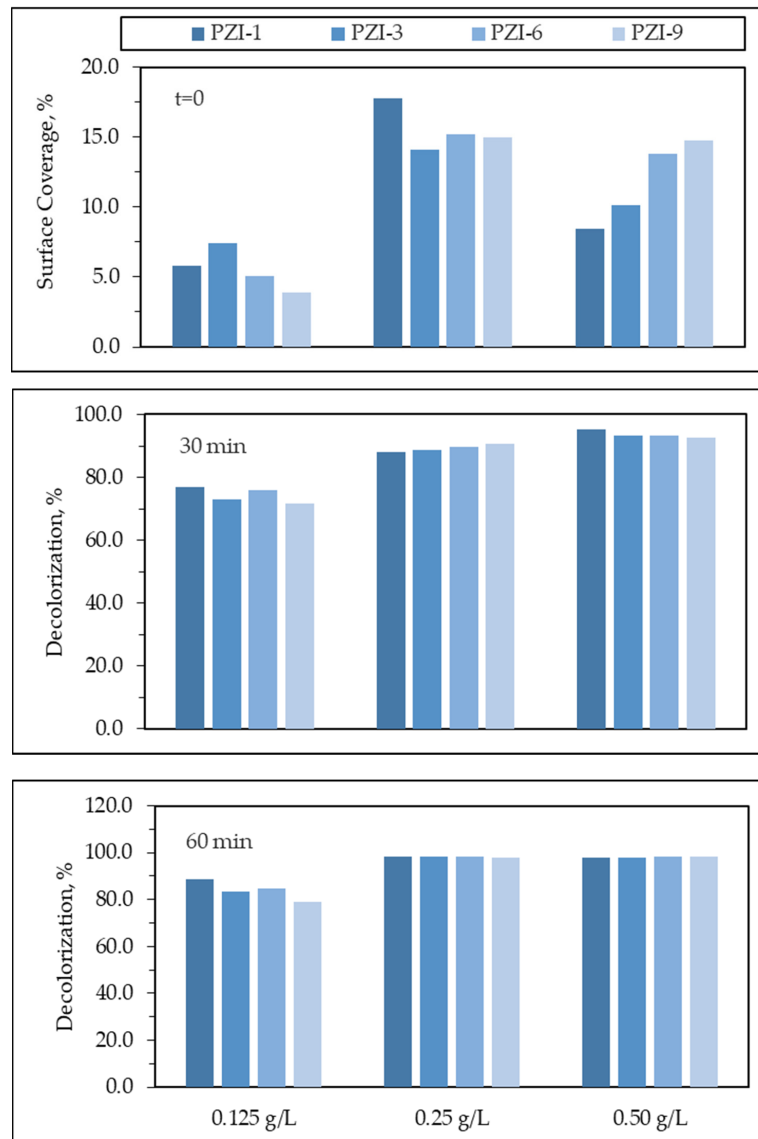 PZI-1 PZI-3 PZI-6 PZI-9
20.0
t=0
15.0
10.0
5.0
0.0
Surface Coverage, %
100.0
30 min
80.0
60.0
40.0
20.0
0.0
Decolorization, %
120.0
100.0
60 min
80.0
60.0
40.0
20.0
0.0
Decolorization, %
0.125 g/L 0.25 g/L 0.50 g/L